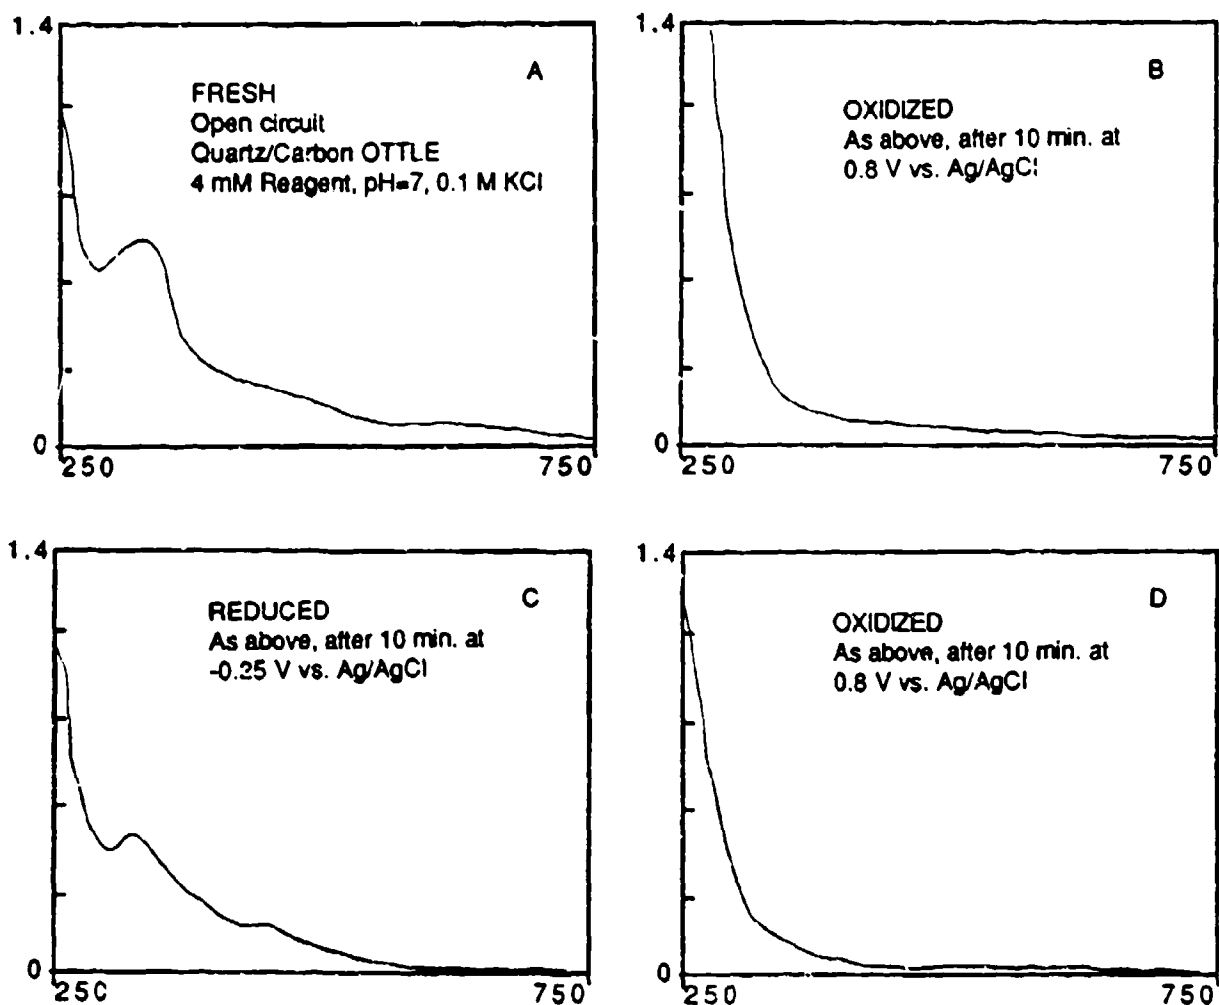 1.4
A
FRESH
Open circuit
Quartz/Carbon OTTLE
4 mM Reagent, pH=7, 0.1 M KCl
0
250
750
1.4
B
OXIDIZED
As above, after 10 min. at
0.8 V vs. Ag/AgCl
0
250
750
1.4
C
REDUCED
As above, after 10 min. at
-0.25 V vs. Ag/AgCl
0
250
750
1.4
D
OXIDIZED
As above, after 10 min. at
0.8 V vs. Ag/AgCl
0
250
750